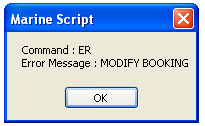 Marine Script
Command : ER
Error Message : MODIFY BOOKING
OK